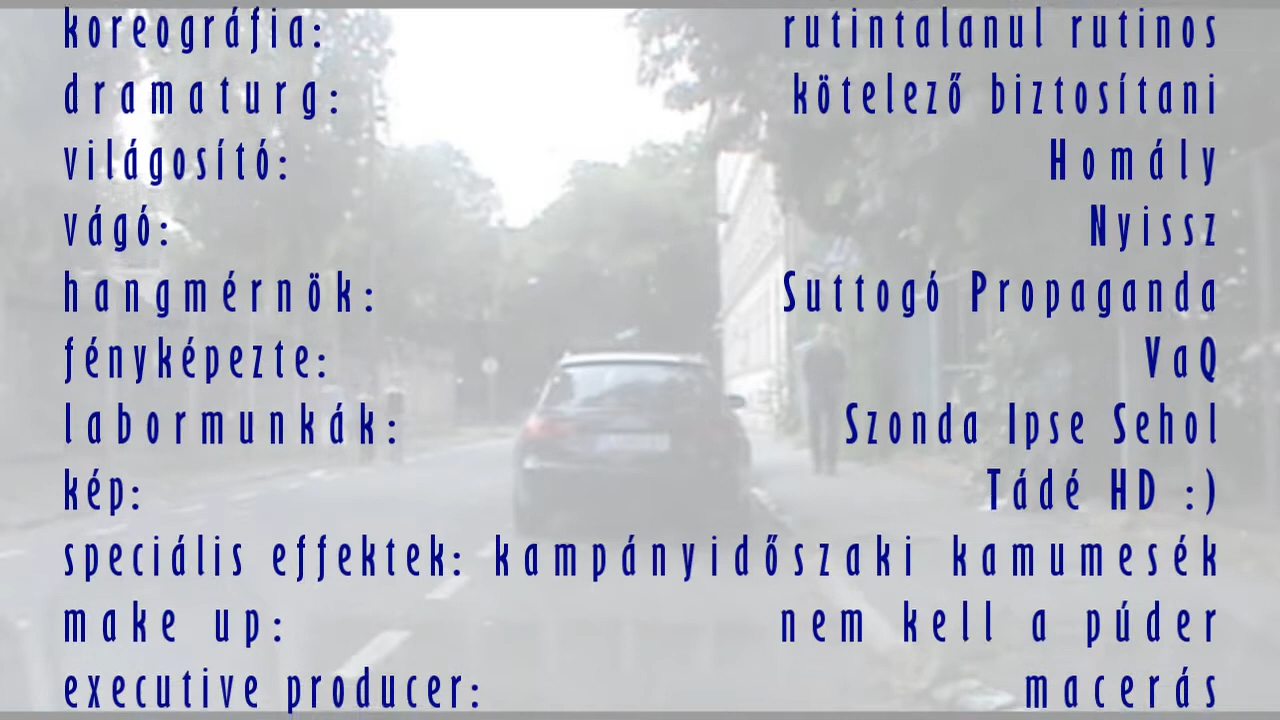 koreográfia: rutintalanul rutinos
dramaturg: kötelező biztosítani
világosító: Homály
vágó: Nyissz
hangmérnök: Suttogó Propaganda
fényképezte: VaQ
labormunkák: Szonda Ipse Sehol
kép: Tádé HD :)
speciális effektek: kampányidőszaki kamumesék
make up: nem kell a púder
executive producer: macerás